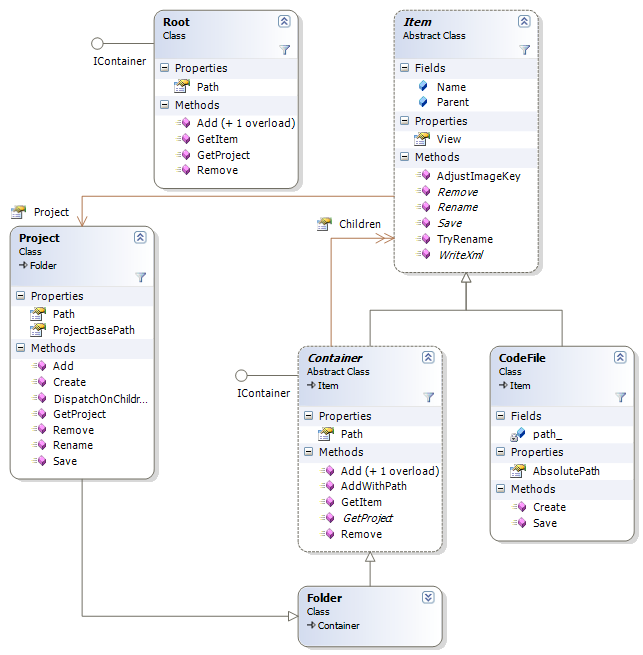 Root
Class
IContainer
Properties
Path
Methods
Add (+ 1 overload)
GetItem
GetProject
Remove
Item
Abstract Class
Fields
Name
Parent
Properties
View
Methods
AdjustImageKey
Remove
Rename
Save
TryRename
WriteXml
Project
Children
Project
Class
Folder
Properties
Path
ProjectBasePath
Methods
Add
Create
DispatchOnChildr...
GetProject
Remove
Rename
Save
IContainer
Container
Abstract Class
Item
Properties
Path
Methods
Add (+ 1 overload)
AddWithPath
GetItem
GetProject
Remove
CodeFile
Class
Item
Fields
path_
Properties
AbsolutePath
Methods
Create
Save
Folder
Class
Container